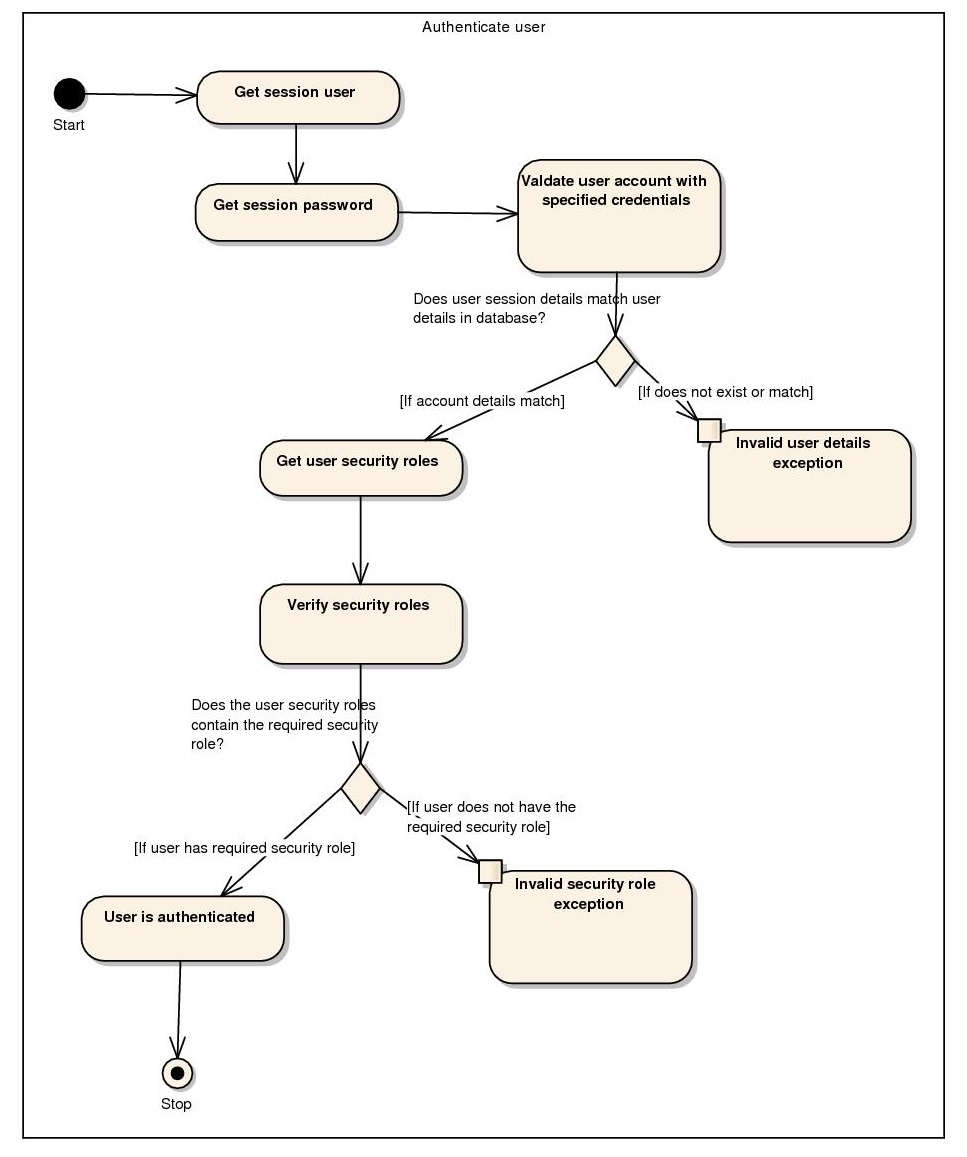 Authenticate user
Get session user
Start
Get session password
Valdate user account with
specified credentials
Does user session details match user
details in database?
[If does not exist or match]
[If account details match]
Invalid user details
exception
Get user security roles
Verify security roles
Does the user security roles
contain the required security
role?
[If user does not have the
required security role]
[If user has required security role]
Invalid security role
exception
User is authenticated
Stop